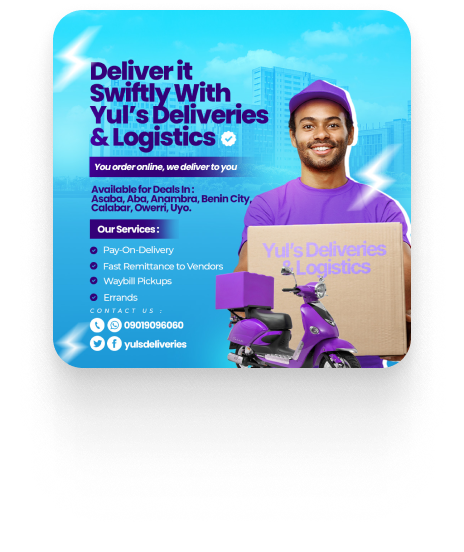 Deliver it
Swiftly With
Yul's Deliveries
& Logistics
You order online, we deliver to you
Available for Deals In :
Asaba, Aba, Anambra, Benin City,
Calabar, Owerri, Uyo.
Our Services :
Pay-On-Delivery
Fast Remittance to Vendors
Waybill Pickups
Errands
CONTACT US :
09019096060
yulsdeliveries
Yul's Deliveries
& Logistics